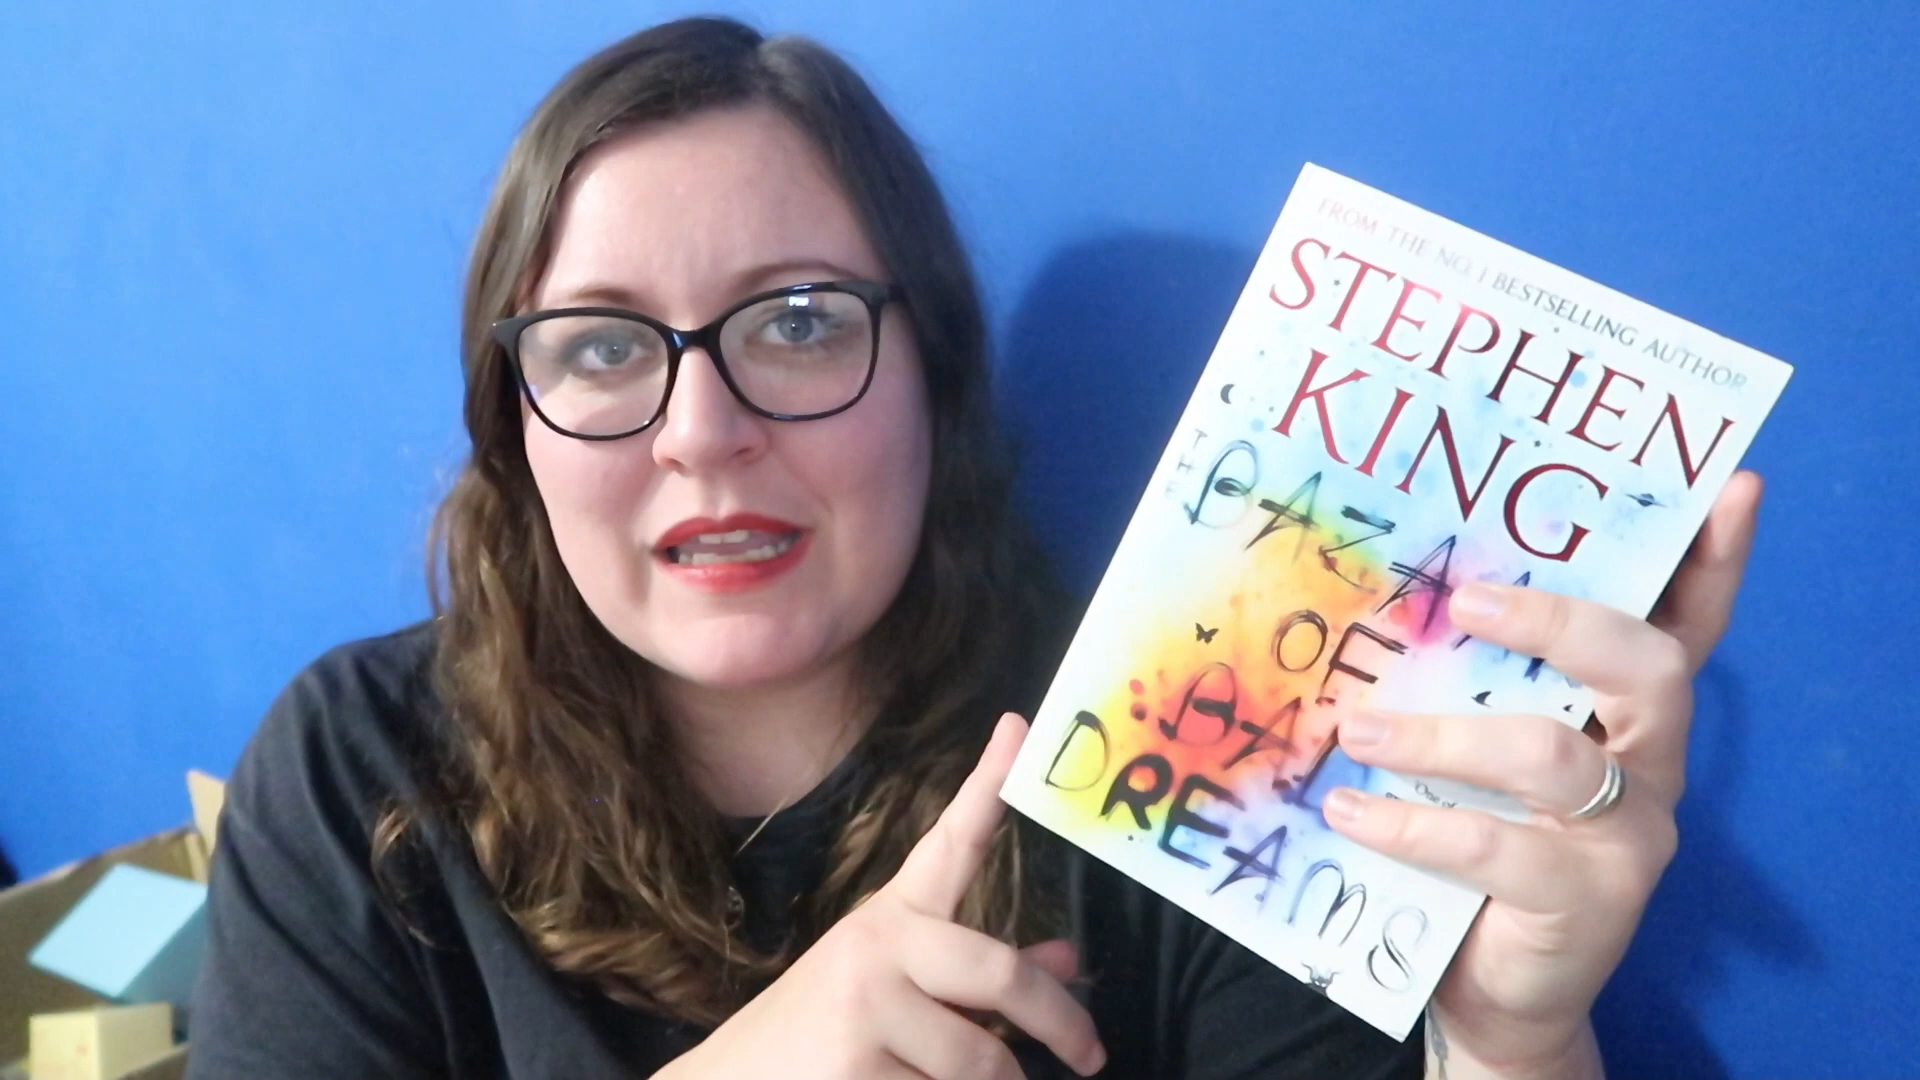 FROM THE NO. 1 BESTSELLING AUTHOR
STEPHEN
KING
THE
BAZAAR
OF
BAD
DREAMS
'One of